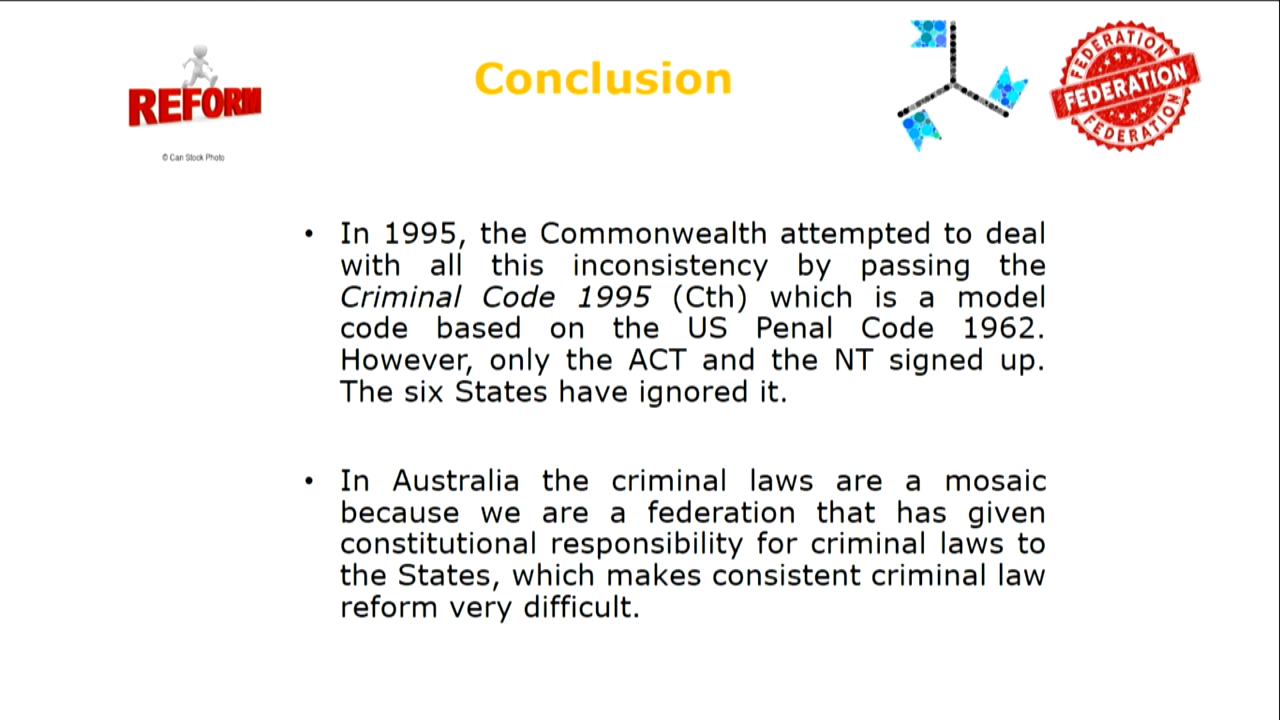 Conclusion
REFORM
© Can Stock Photo
FEDERATION
FEDERATION
FEDERATION
• In 1995, the Commonwealth attempted to deal
with all this inconsistency by passing the
Criminal Code 1995 (Cth) which is a model
code based on the US Penal Code 1962.
However, only the ACT and the NT signed up.
The six States have ignored it.
• In Australia the criminal laws are a mosaic
because we are a federation that has given
constitutional responsibility for criminal laws to
the States, which makes consistent criminal law
reform very difficult.